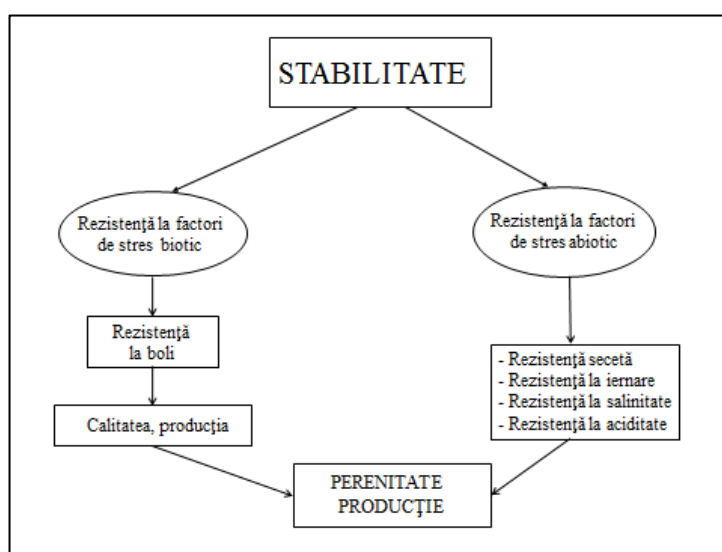 STABILITATE
Rezistenţă la factori
de stres biotic
Rezistenţă la factori
de stres abiotic
Rezistenţă
la boli
- Rezistenţă secetă
- Rezistenţă la iernare
- Rezistenţă la salinitate
- Rezistenţă la aciditate
Calitatea, producţia
PERENITATE
PRODUCŢIE